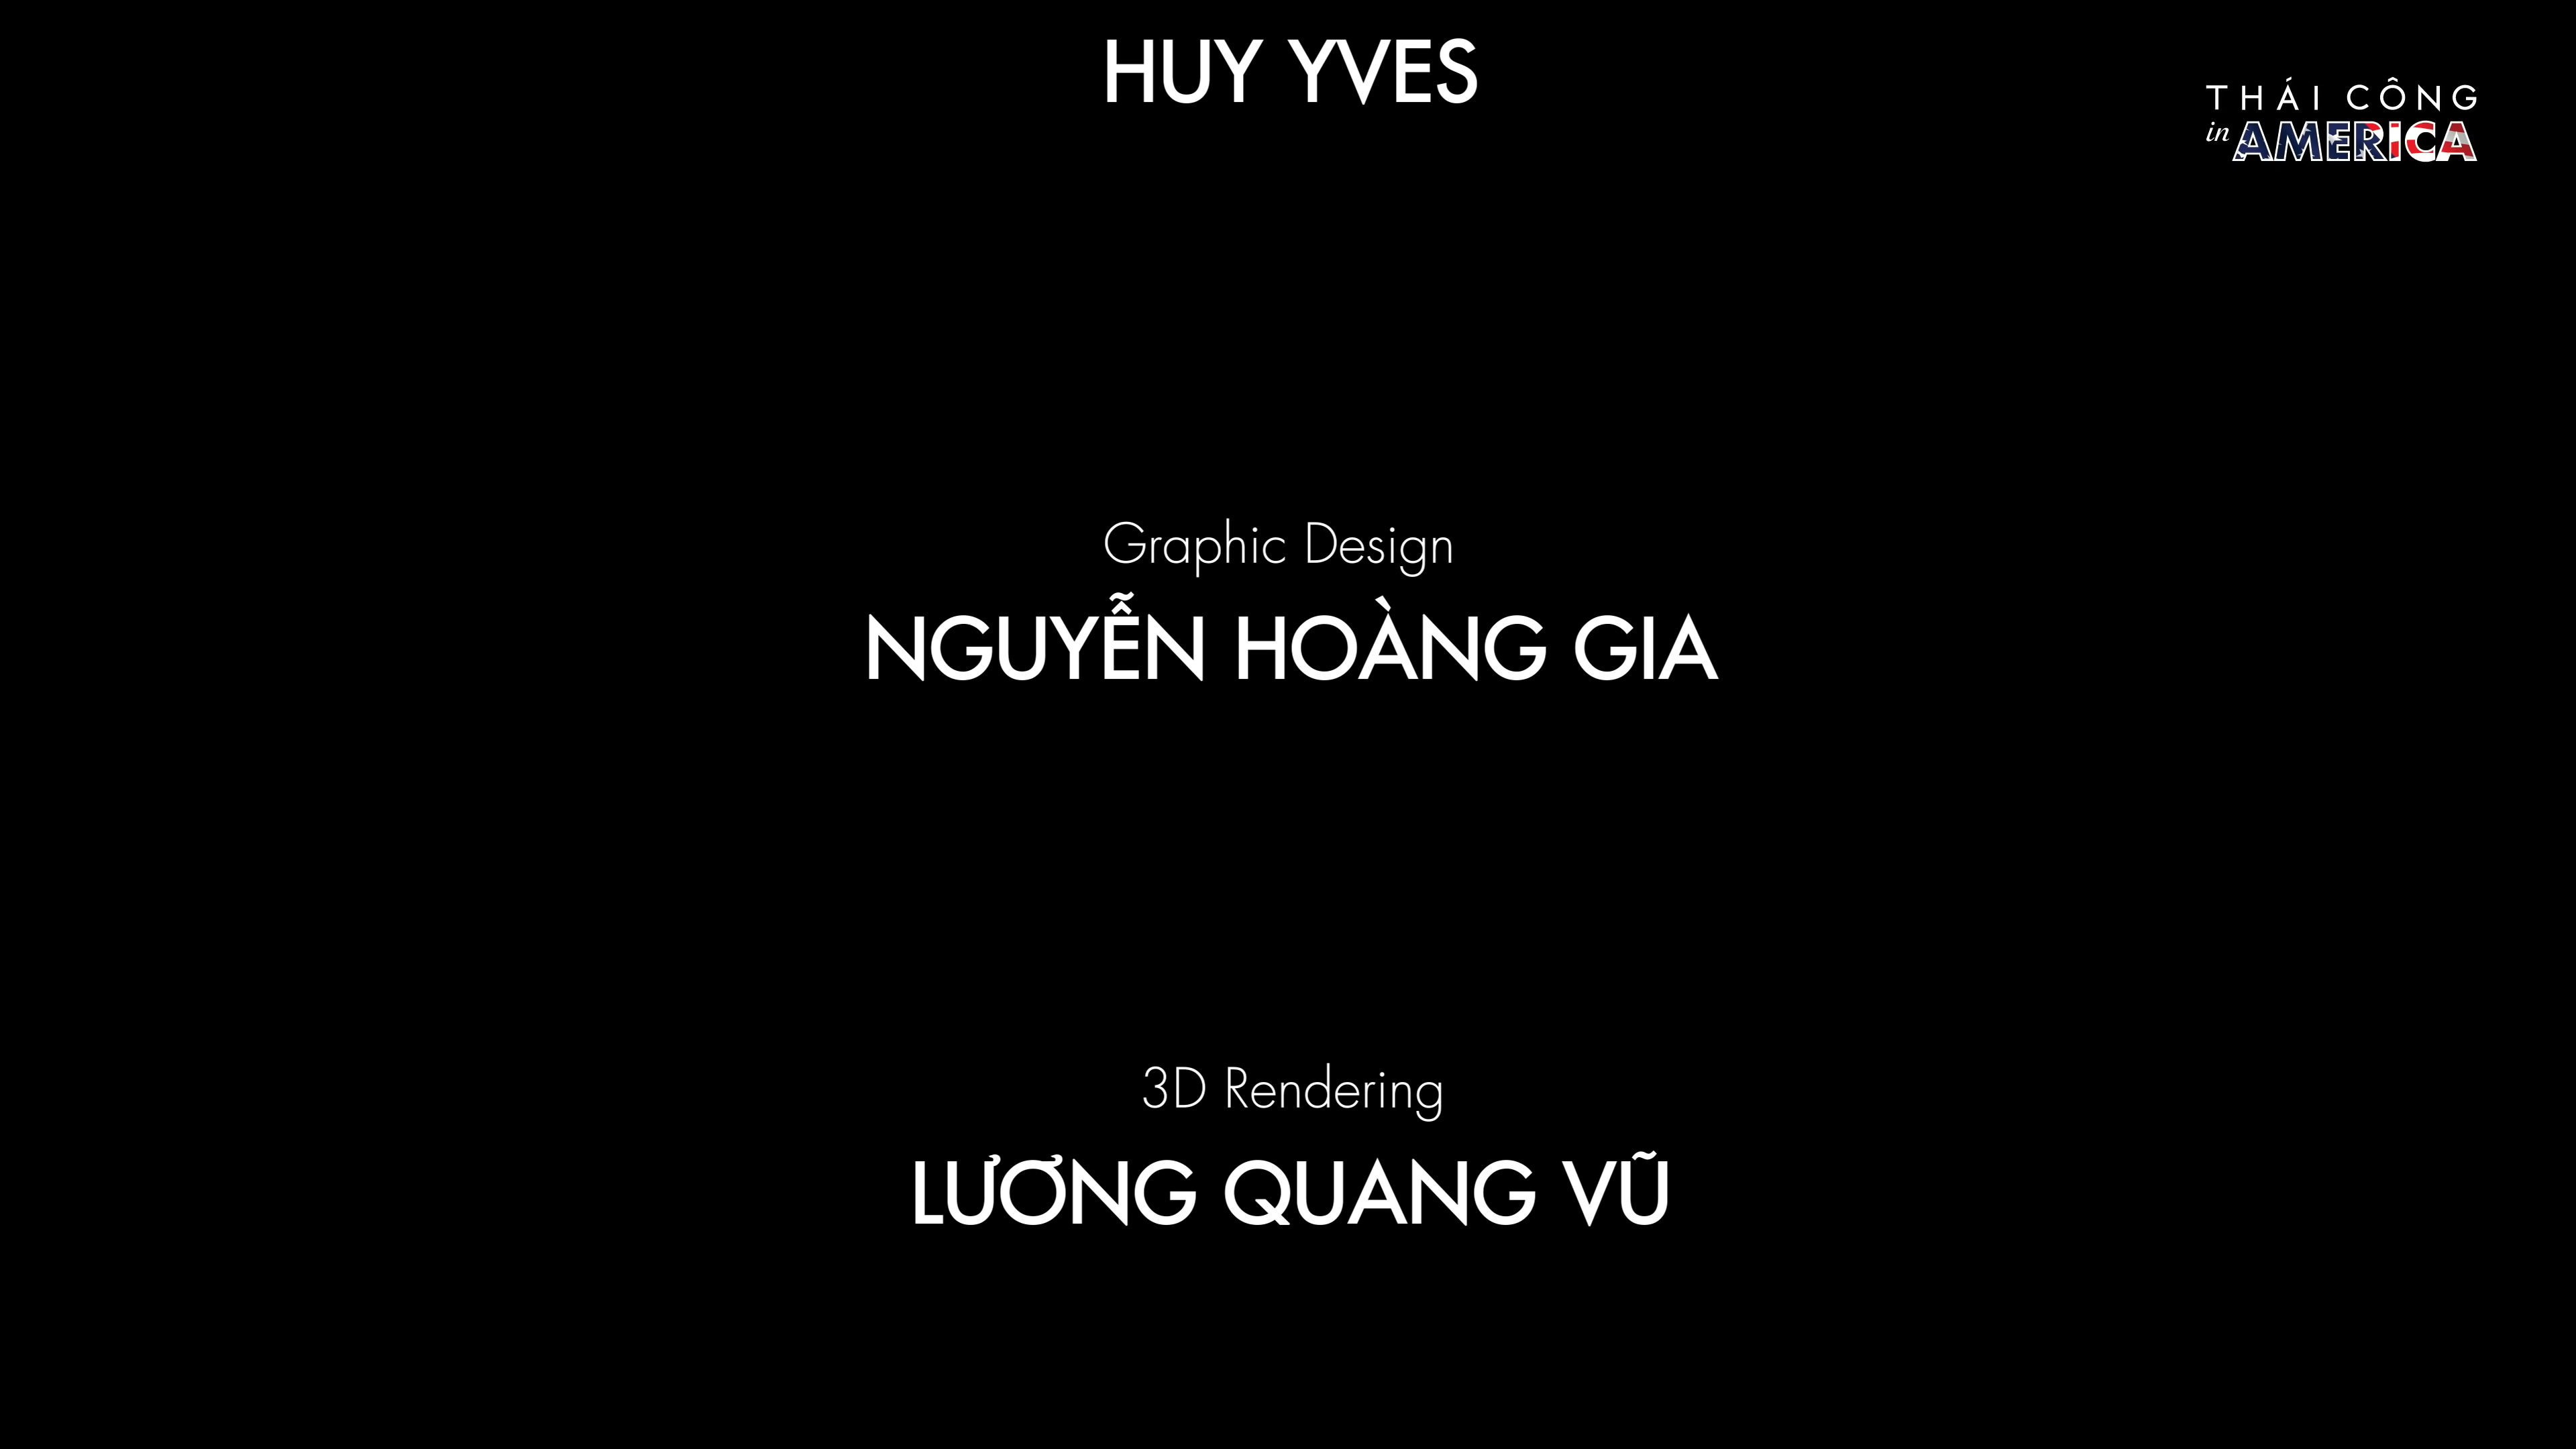 HUY YVES
THÁI CÔNG
in AMERICA
Graphic Design
NGUYỄN HOÀNG GIA
3D Rendering
LƯƠNG QUANG VŨ